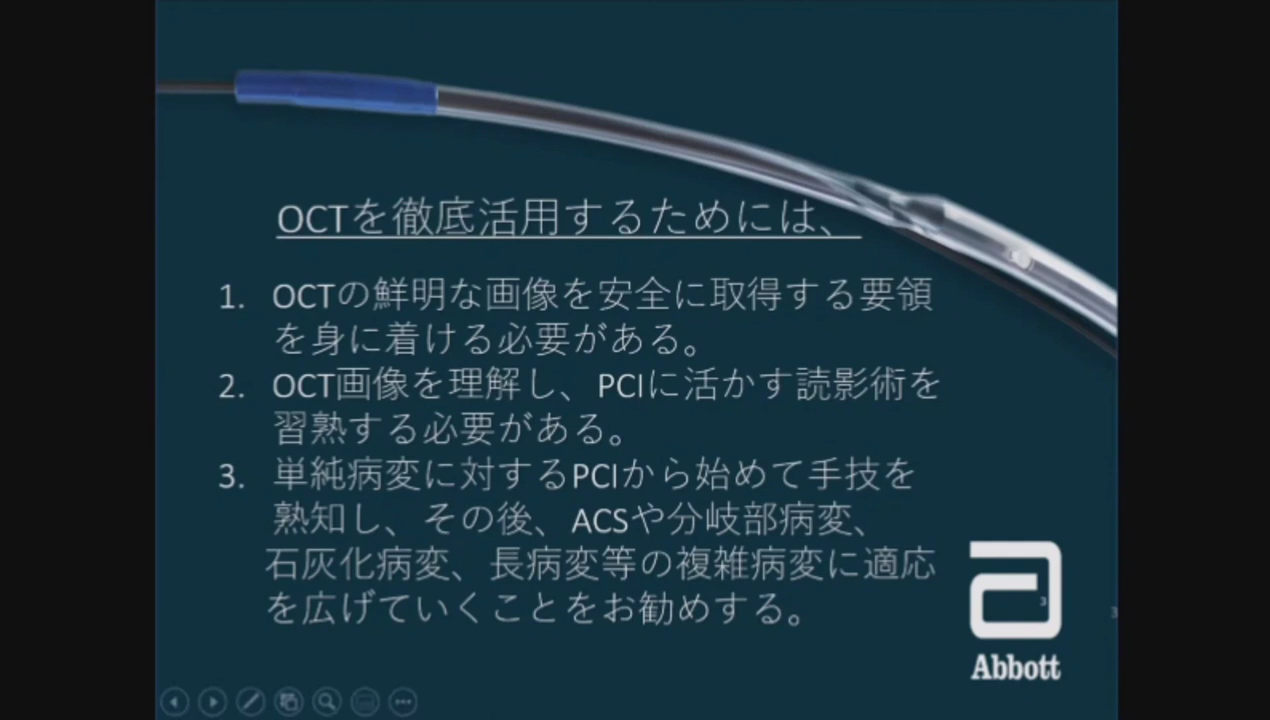 OCTを徹底活用するためには、
1. OCTの鮮明な画像を安全に取得する要領
を身に着ける必要がある。
2. OCT画像を理解し、PCIに活かす読影術を
習熟する必要がある。
3. 単純病変に対するPCIから始めて手技を
熟知し、その後、ACSや分岐部病変、
石灰化病変、長病変等の複雑病変に適応
を広げていくことをお勧めする。
3
3
Abbott